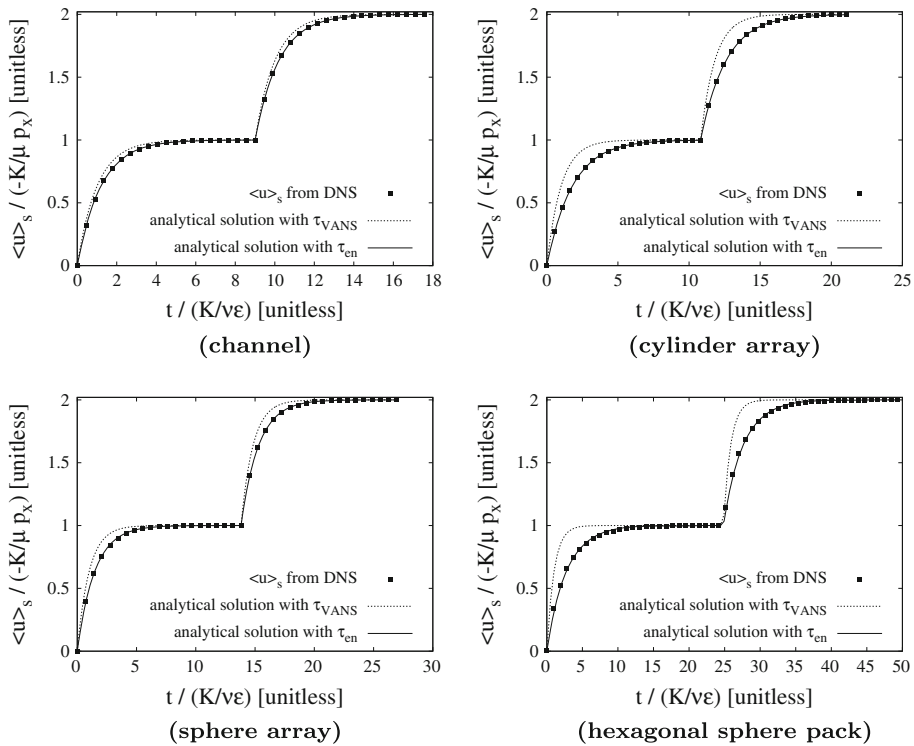 <u>s / (-K/μ px) [unitless]
2
1.5
1
0.5
0
<u>s from DNS
analytical solution with τVANS
analytical solution with τen
0 2 4 6 8 10 12 14 16 18
t / (K/νε) [unitless]
(channel)
<u>s / (-K/μ px) [unitless]
2
1.5
1
0.5
0
<u>s from DNS
analytical solution with τVANS
analytical solution with τen
0 5 10 15 20 25
t / (K/νε) [unitless]
(cylinder array)
<u>s / (-K/μ px) [unitless]
2
1.5
1
0.5
0
<u>s from DNS
analytical solution with τVANS
analytical solution with τen
0 5 10 15 20 25 30
t / (K/νε) [unitless]
(sphere array)
<u>s / (-K/μ px) [unitless]
2
1.5
1
0.5
0
<u>s from DNS
analytical solution with τVANS
analytical solution with τen
0 5 10 15 20 25 30 35 40 45 50
t / (K/νε) [unitless]
(hexagonal sphere pack)